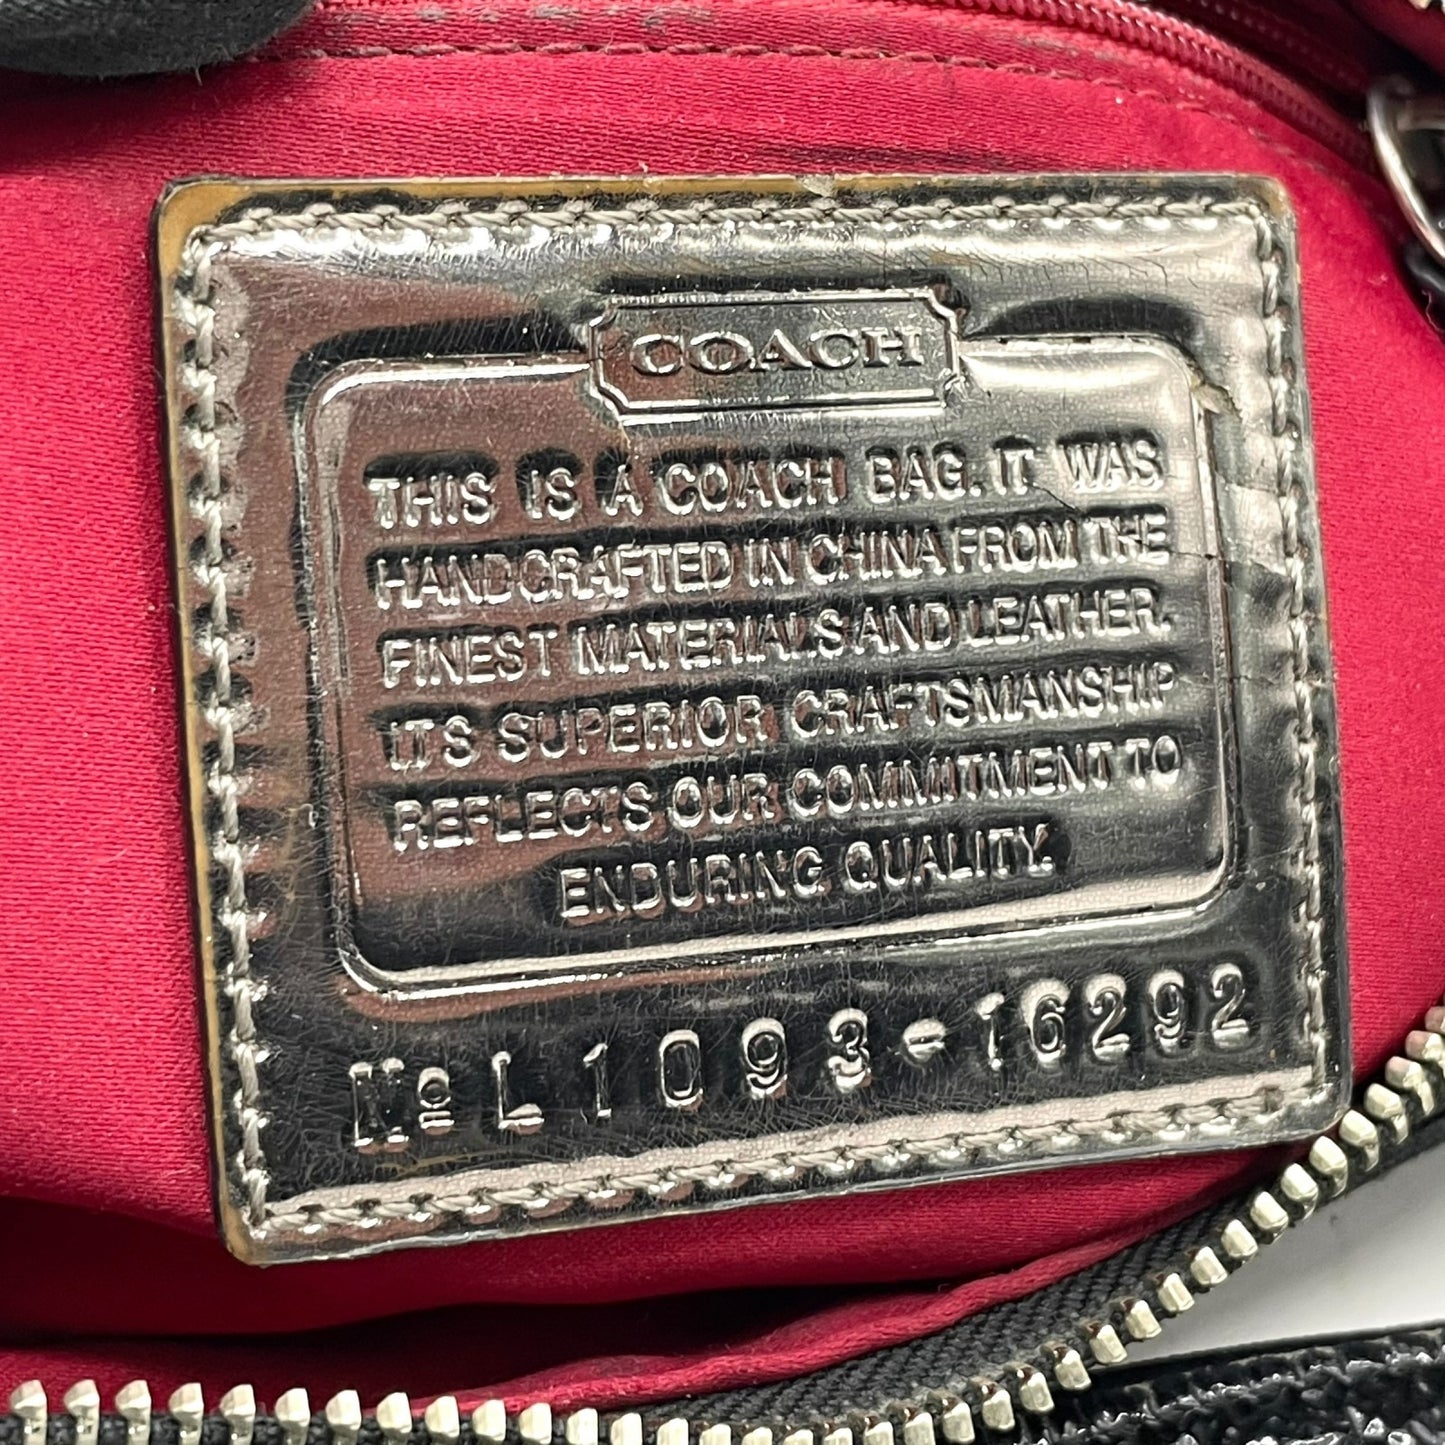 COACH
THIS IS A COACH BAG. IT WAS
HANDCRAFTED IN CHINA FROM THE
FINEST MATERIALS AND LEATHER.
ITS SUPERIOR CRAFTSMANSHIP
REFLECTS OUR COMMITMENT TO
ENDURING QUALITY.
Nº L1093-16292